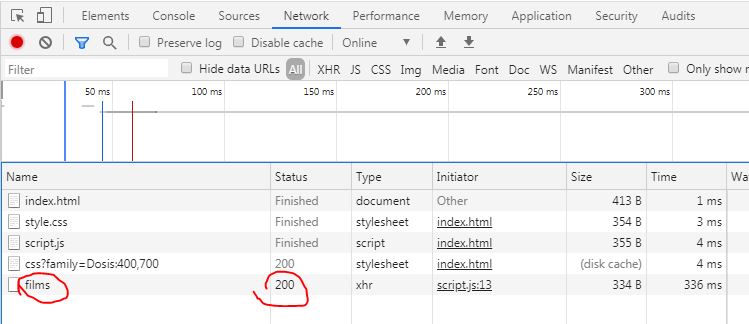 Elements Console Sources Network Performance Memory Application Security Audits
Preserve log Disable cache Online
Filter Hide data URLs All XHR JS CSS Img Media Font Doc WS Manifest Other Only show
50 ms 100 ms 150 ms 200 ms 250 ms 300 ms
Name Status Type Initiator Size Time
index.html Finished document Other 413 B 1 ms
style.css Finished stylesheet index.html 354 B 3 ms
script.js Finished script index.html 355 B 4 ms
css?family=Dosis:400,700 200 stylesheet index.html (disk cache) 4 ms
films 200 xhr script.js:13 334 B 336 ms